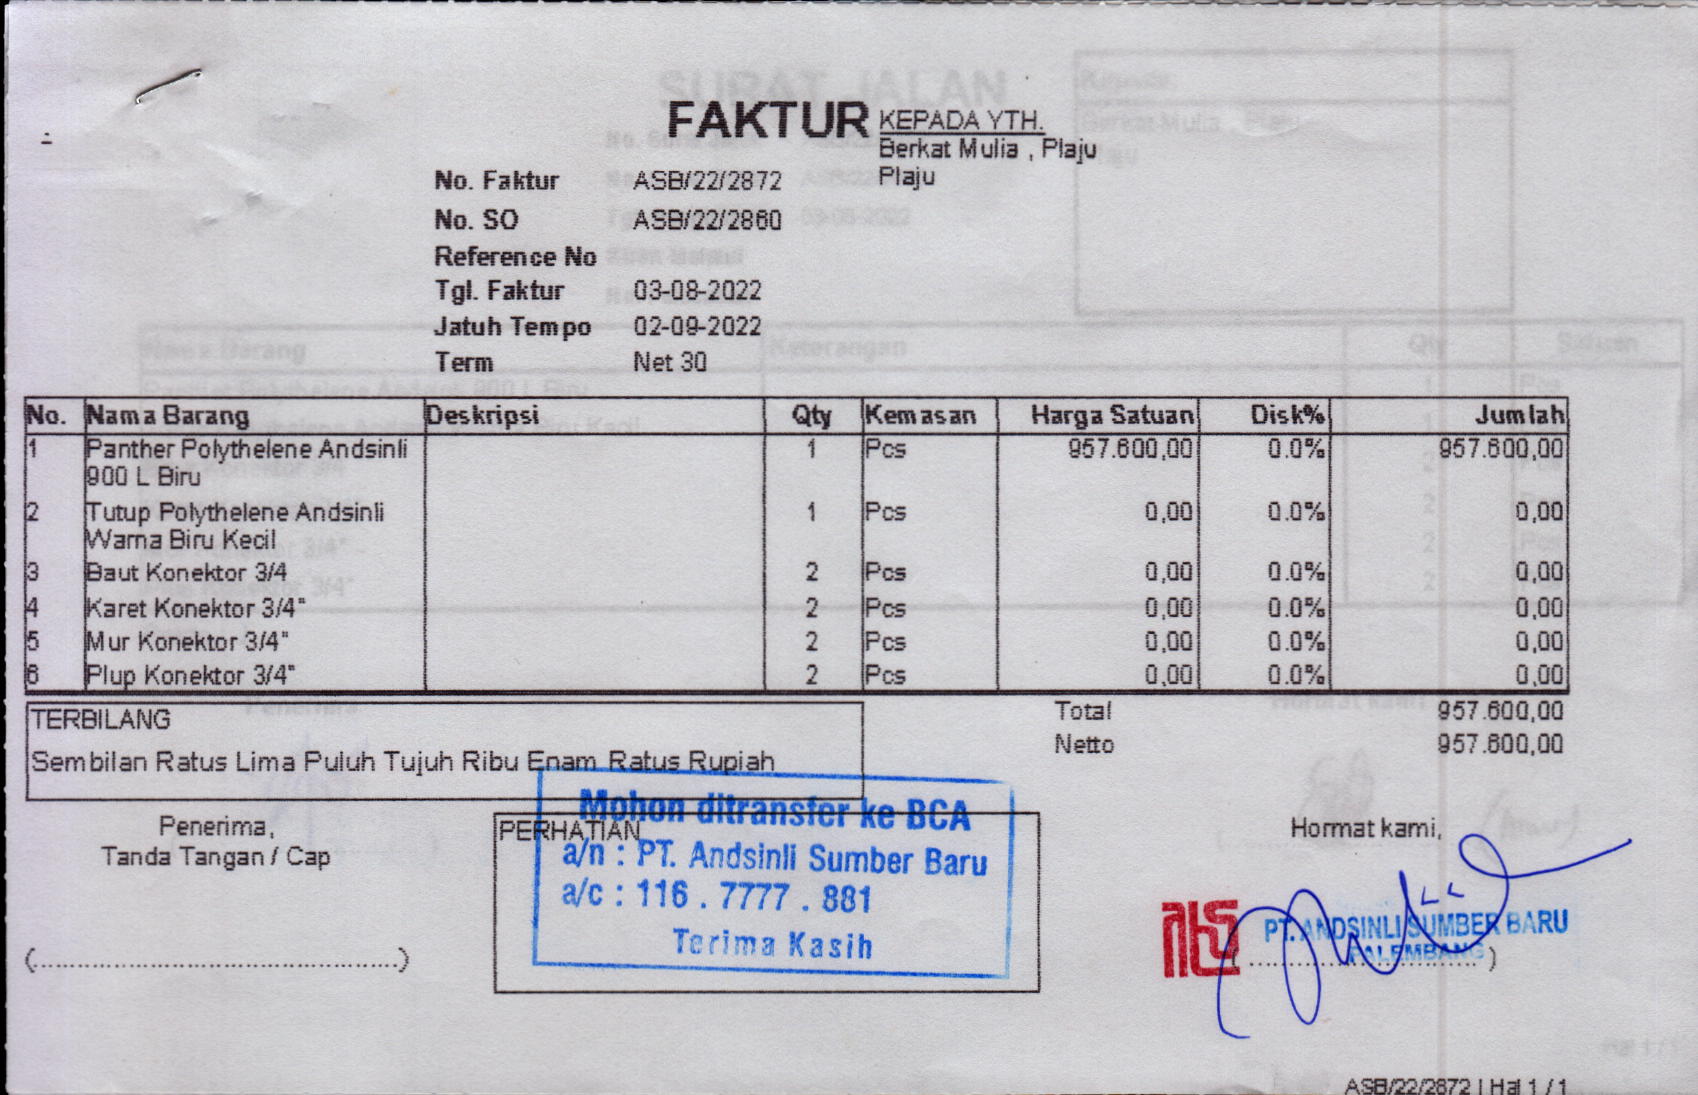 FAKTUR
KEPADA YTH.
Berkat Mulia , Plaju
Plaju
No. Faktur ASB/22/2872
No. SO ASB/22/2860
Reference No
Tgl. Faktur 03-08-2022
Jatuh Tempo 02-09-2022
Term Net 30
No. Nama Barang Deskripsi Qty Kemasan Harga Satuan Disk% Jumlah
1 Panther Polythelene Andsinli 1 Pcs 957.600,00 0.0% 957.600,00
900 L Biru
2 Tutup Polythelene Andsinli 1 Pcs 0,00 0.0% 0,00
Warna Biru Kecil
3 Baut Konektor 3/4 2 Pcs 0,00 0.0% 0,00
4 Karet Konektor 3/4" 2 Pcs 0,00 0.0% 0,00
5 Mur Konektor 3/4" 2 Pcs 0,00 0.0% 0,00
6 Plup Konektor 3/4" 2 Pcs 0,00 0.0% 0,00
TERBILANG
Sembilan Ratus Lima Puluh Tujuh Ribu Enam Ratus Rupiah
Total 957.600,00
Netto 957.600,00
Penerima,
Tanda Tangan / Cap
(..........................................)
PERHATIAN
Mohon ditransfer ke BCA
a/n : PT. Andsinli Sumber Baru
a/c : 116 . 7777 . 881
Terima Kasih
Hormat kami,
PT. ANDSINLI SUMBER BARU
PALEMBANG
ASB/22/2872 | Hal 1 / 1